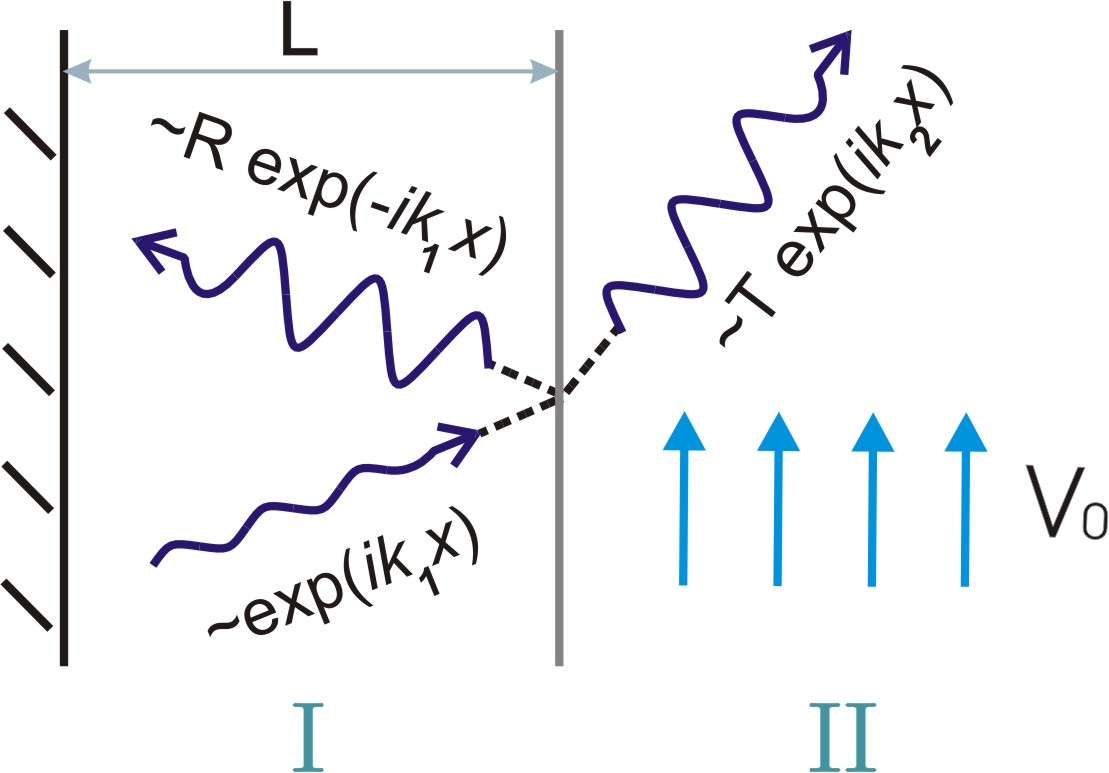 L
~R exp(-ik₁x)
~T exp(ik₂x)
~exp(ik₁x)
V₀
I
II